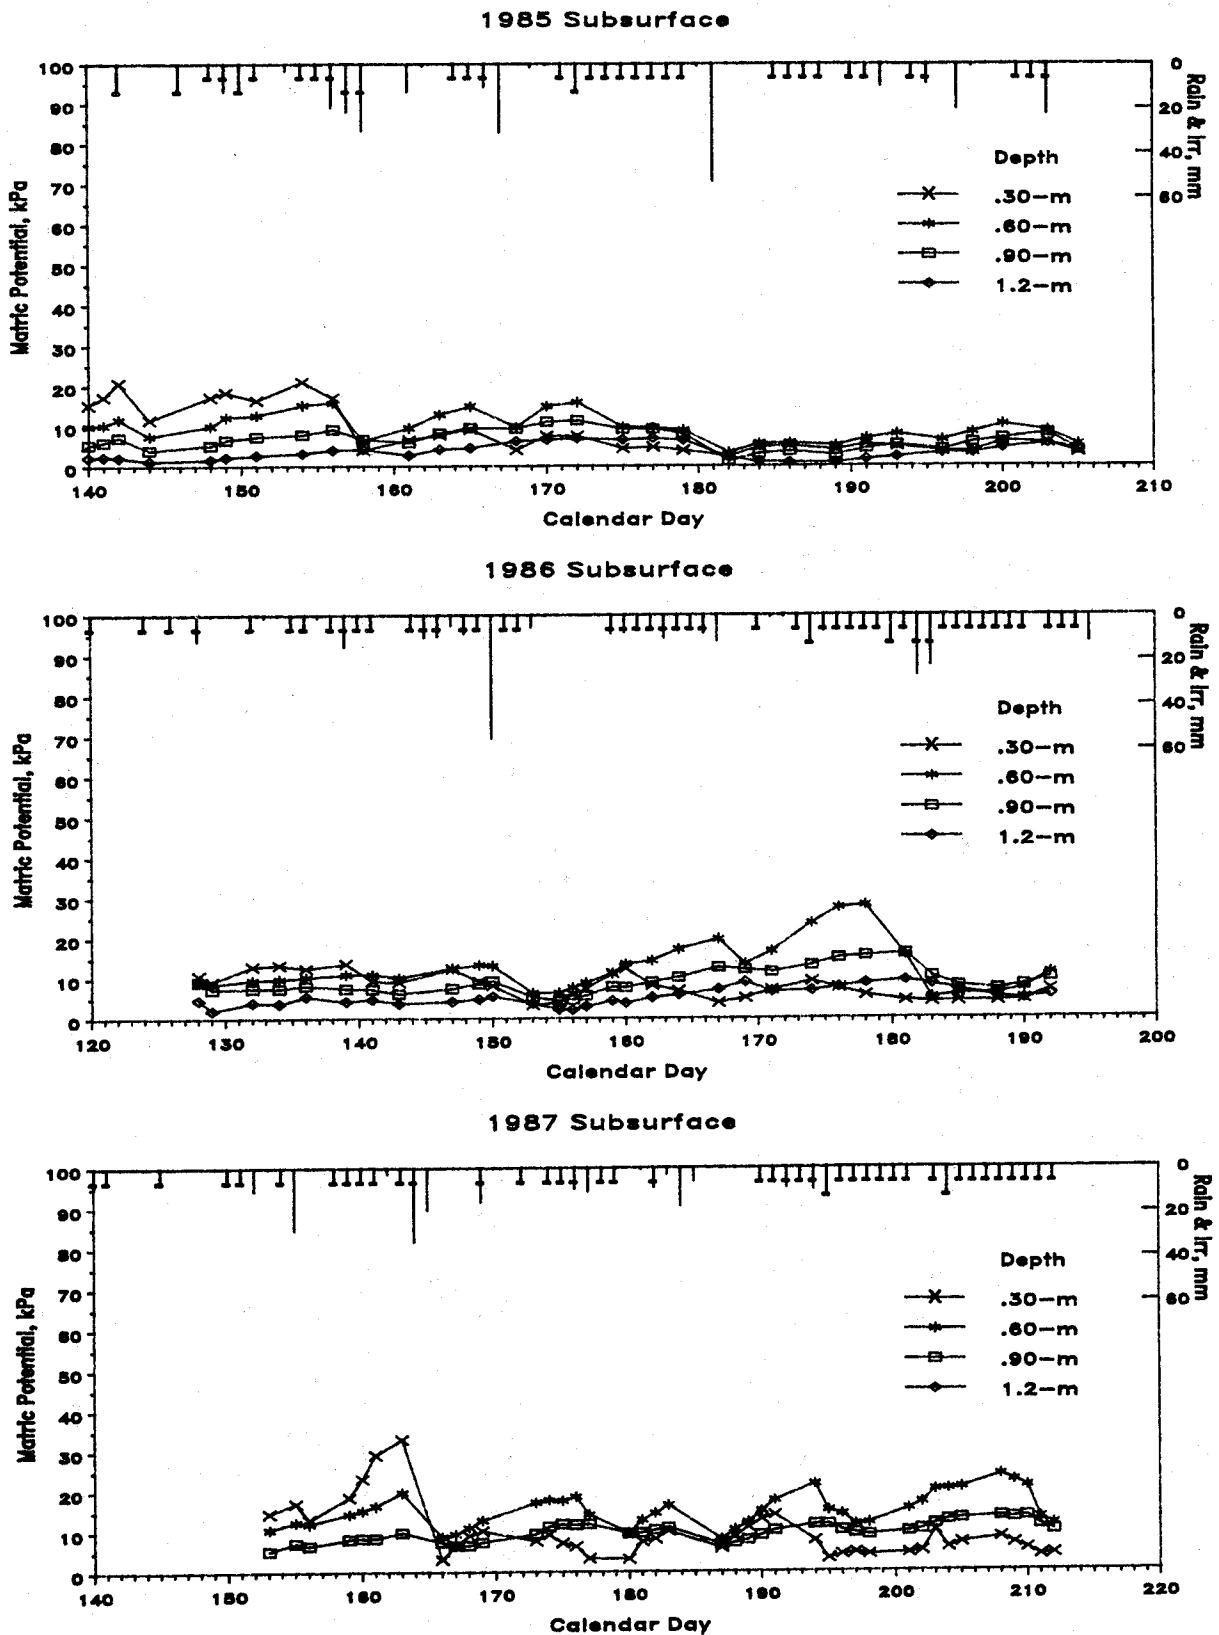 1985 Subsurface
100
90
80
70
60
50
40
30
20
10
0
Matric Potential, kPa
0
20
40
60
Rain & Irr, mm
Depth
.30-m
.60-m
.90-m
1.2-m
140 150 160 170 180 190 200 210
Calendar Day
1986 Subsurface
100
90
80
70
60
50
40
30
20
10
0
Matric Potential, kPa
0
20
40
60
Rain & Irr, mm
Depth
.30-m
.60-m
.90-m
1.2-m
120 130 140 150 160 170 180 190 200
Calendar Day
1987 Subsurface
100
90
80
70
60
50
40
30
20
10
0
Matric Potential, kPa
0
20
40
60
Rain & Irr, mm
Depth
.30-m
.60-m
.90-m
1.2-m
140 150 160 170 180 190 200 210 220
Calendar Day